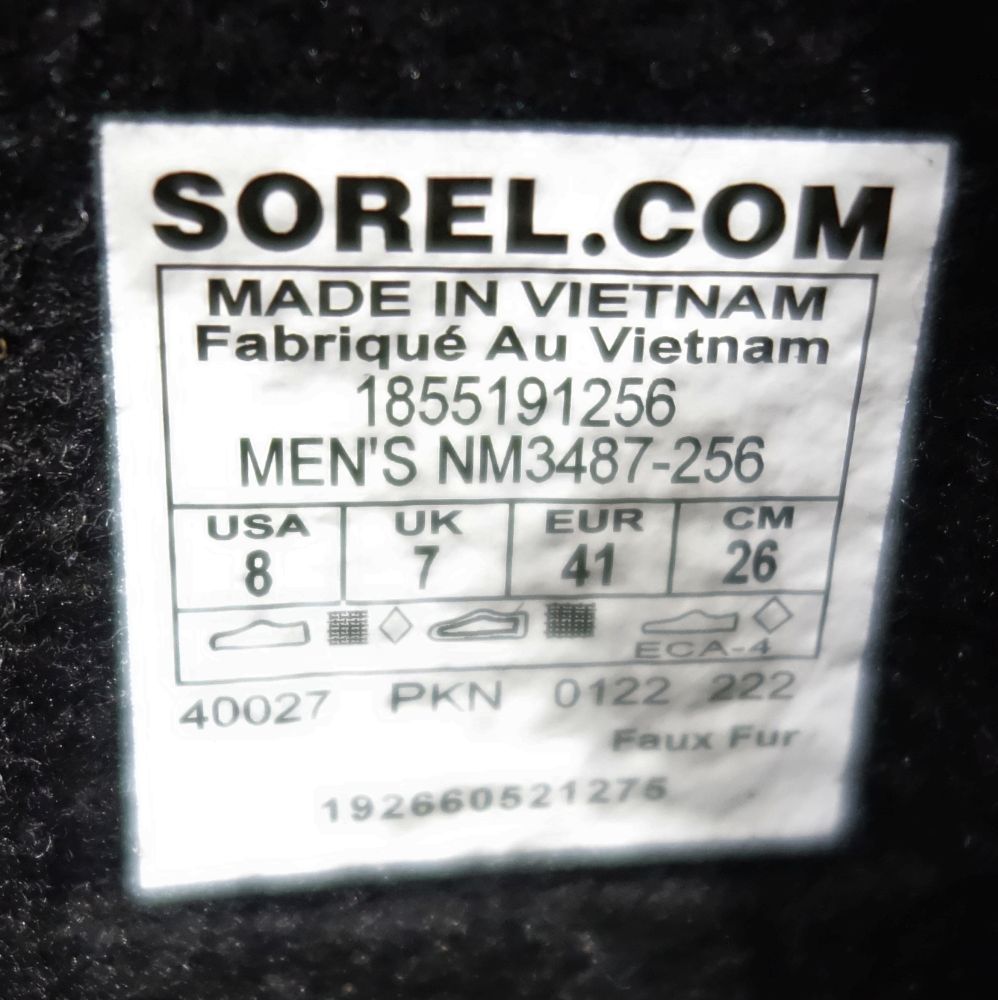 SOREL.COM
MADE IN VIETNAM
Fabriqué Au Vietnam
1855191256
MEN'S NM3487-256
USA UK EUR CM
8 7 41 26
ECA-4
40027 PKN 0122 222
Faux Fur
192660521275